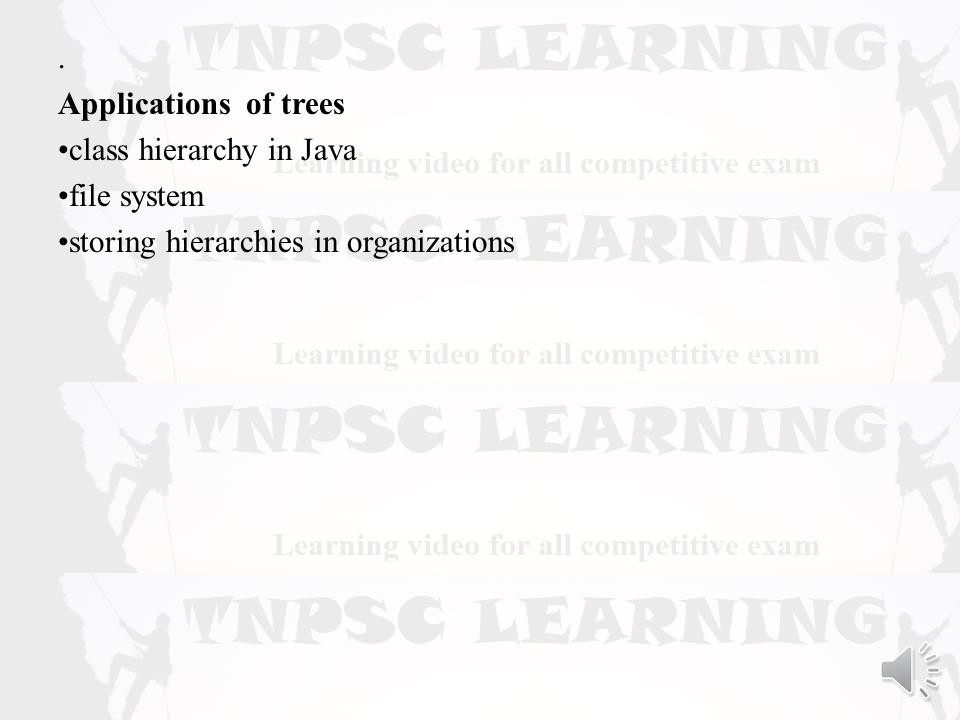 TNPSC LEARNING
.
Applications of trees
•class hierarchy in Java
Learning video for all competitive exam
•file system
TNPSC LEARNING
•storing hierarchies in organizations
Learning video for all competitive exam
TNPSC LEARNING
Learning video for all competitive exam
TNPSC LEARNING